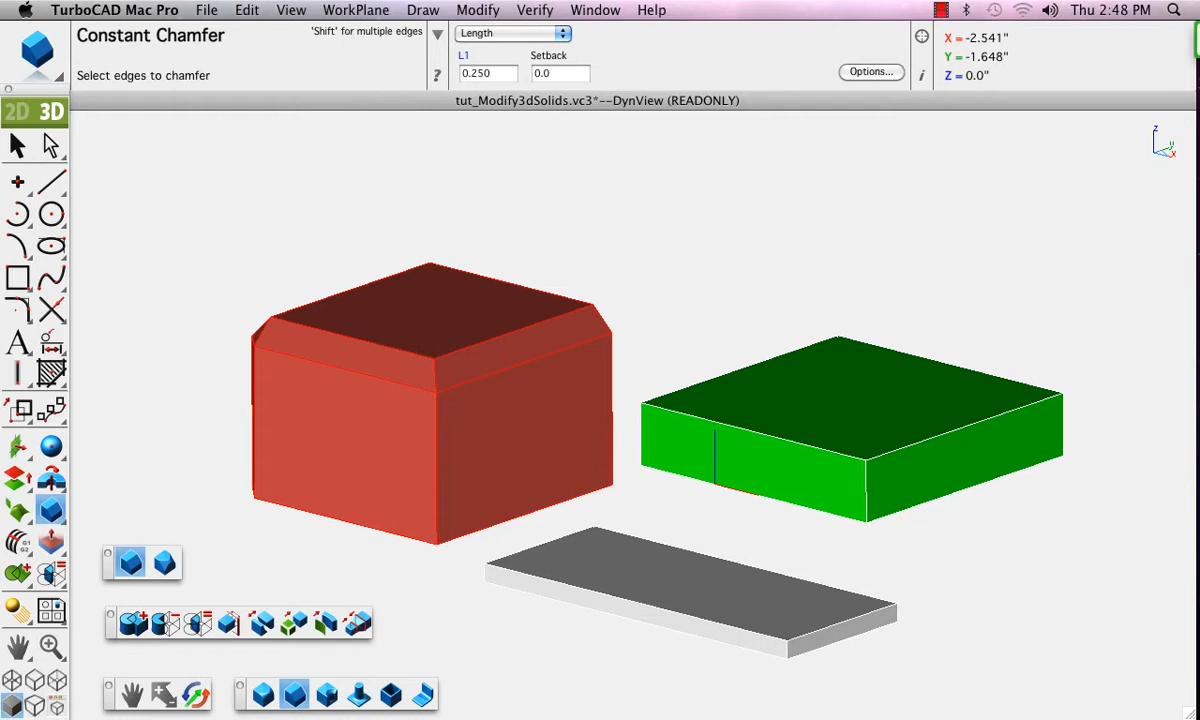 TurboCAD Mac Pro File Edit View WorkPlane Draw Modify Verify Window Help Thu 2:48 PM
Constant Chamfer
'Shift' for multiple edges
Select edges to chamfer
?
Length
L1 Setback
0.250 0.0
Options...
i
X = -2.541"
Y = -1.648"
Z = 0.0"
tut_Modify3dSolids.vc3*--DynView (READONLY)
2D 3D
A
G1
G2
z
y
x